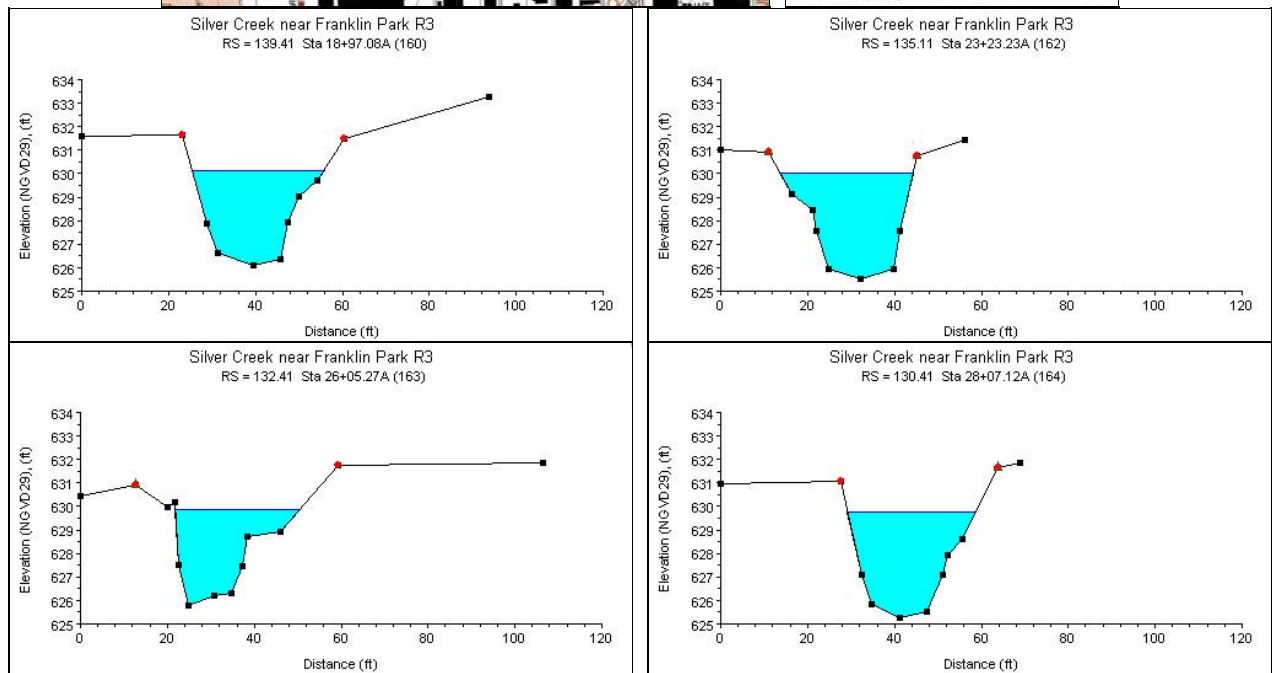 Silver Creek near Franklin Park R3
RS = 139.41 Sta 18+97.08A (160)
634
633
632
631
630
629
628
627
626
625
Elevation (NGVD29), (ft)
0 20 40 60 80 100 120
Distance (ft)
Silver Creek near Franklin Park R3
RS = 135.11 Sta 23+23.23A (162)
634
633
632
631
630
629
628
627
626
625
Elevation (NGVD29), (ft)
0 20 40 60 80 100 120
Distance (ft)
Silver Creek near Franklin Park R3
RS = 132.41 Sta 26+05.27A (163)
634
633
632
631
630
629
628
627
626
625
Elevation (NGVD29), (ft)
0 20 40 60 80 100 120
Distance (ft)
Silver Creek near Franklin Park R3
RS = 130.41 Sta 28+07.12A (164)
634
633
632
631
630
629
628
627
626
625
Elevation (NGVD29), (ft)
0 20 40 60 80 100 120
Distance (ft)